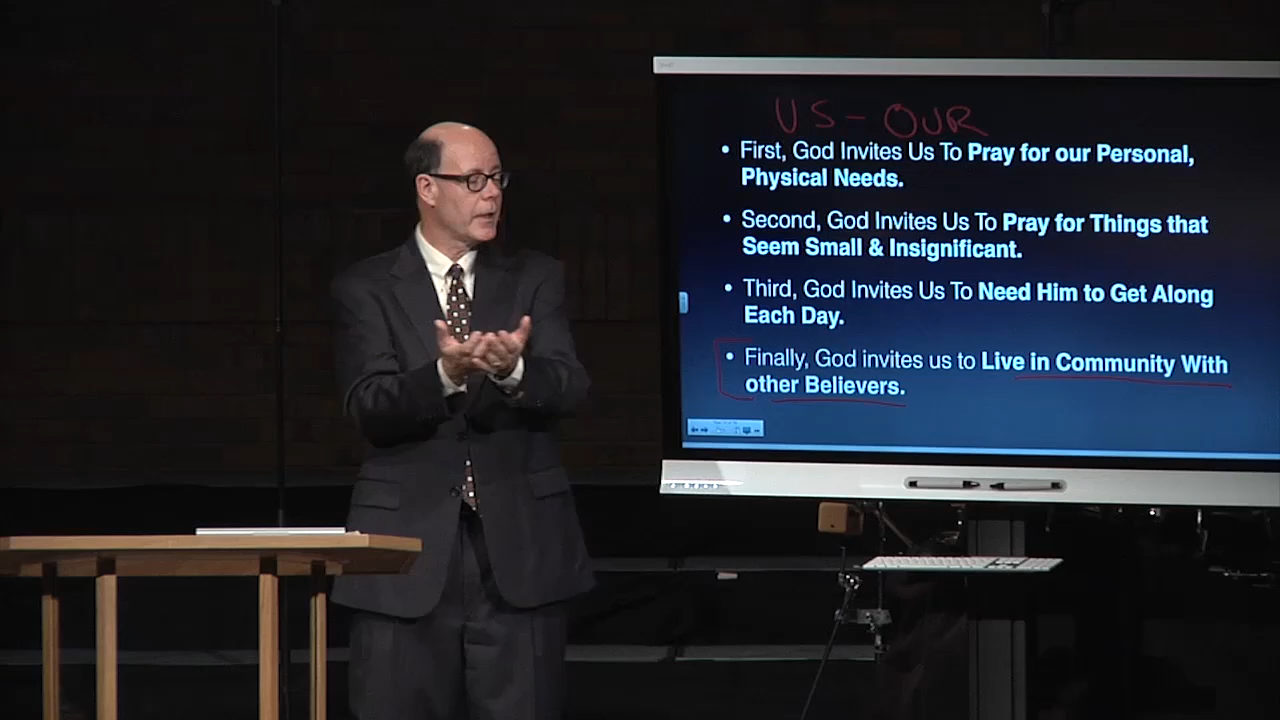 US - OUR
• First, God Invites Us To Pray for our Personal,
Physical Needs.
• Second, God Invites Us To Pray for Things that
Seem Small & Insignificant.
• Third, God Invites Us To Need Him to Get Along
Each Day.
• Finally, God invites us to Live in Community With
other Believers.